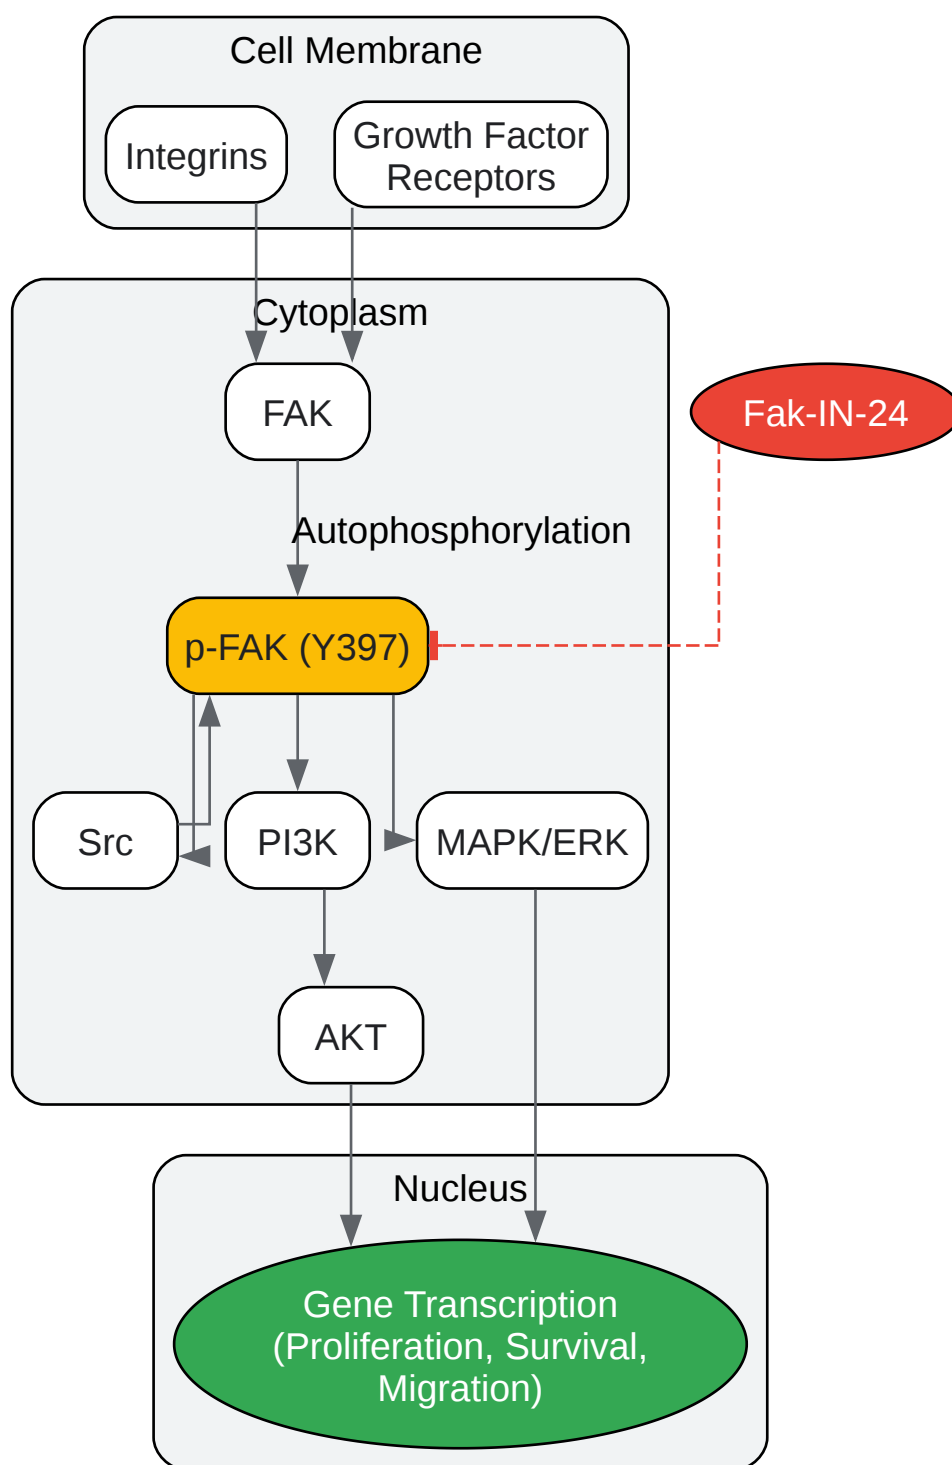 Cell Membrane
Integrins
Growth Factor
Receptors
Cytoplasm
FAK
Fak-IN-24
Autophosphorylation
p-FAK (Y397)
Src
PI3K
MAPK/ERK
AKT
Nucleus
Gene Transcription
(Proliferation, Survival,
Migration)